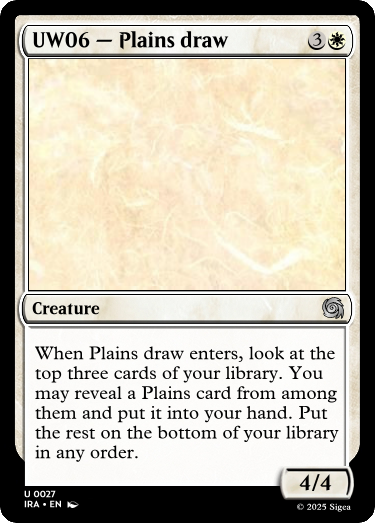 UW06 — Plains draw 3
Creature
When Plains draw enters, look at the
top three cards of your library. You
may reveal a Plains card from among
them and put it into your hand. Put
the rest on the bottom of your library
in any order.
4/4
U 0027
IRA • EN
© 2025 Sigea